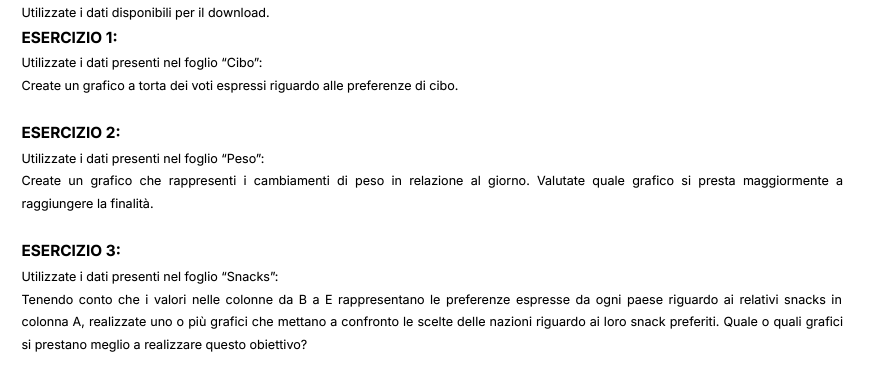 Utilizzate i dati disponibili per il download.
ESERCIZIO 1:
Utilizzate i dati presenti nel foglio “Cibo”:
Create un grafico a torta dei voti espressi riguardo alle preferenze di cibo.
ESERCIZIO 2:
Utilizzate i dati presenti nel foglio “Peso”:
Create un grafico che rappresenti i cambiamenti di peso in relazione al giorno. Valutate quale grafico si presta maggiormente a
raggiungere la finalità.
ESERCIZIO 3:
Utilizzate i dati presenti nel foglio “Snacks”:
Tenendo conto che i valori nelle colonne da B a E rappresentano le preferenze espresse da ogni paese riguardo ai relativi snacks in
colonna A, realizzate uno o più grafici che mettano a confronto le scelte delle nazioni riguardo ai loro snack preferiti. Quale o quali grafici
si prestano meglio a realizzare questo obiettivo?